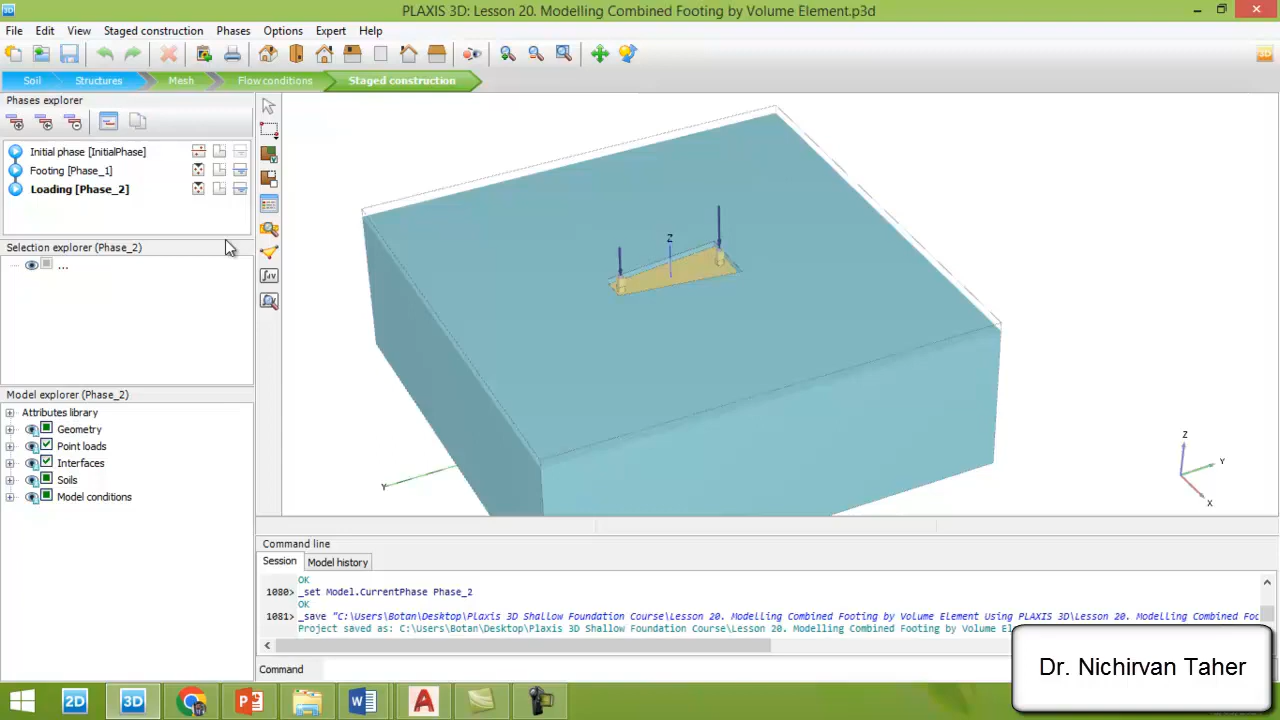 PLAXIS 3D: Lesson 20. Modelling Combined Footing by Volume Element.p3d
File Edit View Staged construction Phases Options Expert Help
Soil Structures Mesh Flow conditions Staged construction
Phases explorer
Initial phase [InitialPhase]
Footing [Phase_1]
Loading [Phase_2]
Selection explorer (Phase_2)
...
Model explorer (Phase_2)
Attributes library
Geometry
Point loads
Interfaces
Soils
Model conditions
Z
Y
Z
Y
X
Command line
Session Model history
OK
1080> _set Model.CurrentPhase Phase_2
OK
1081> _save "C:\Users\Botan\Desktop\Plaxis 3D Shallow Foundation Course\Lesson 20. Modelling Combined Footing by Volume Element Using PLAXIS 3D\Lesson 20. Modelling Combined Foo
Project saved as: C:\Users\Botan\Desktop\Plaxis 3D Shallow Foundation Course\Lesson 20. Modelling Combined Footing by Volume El
Command
Dr. Nichirvan Taher
2D 3D